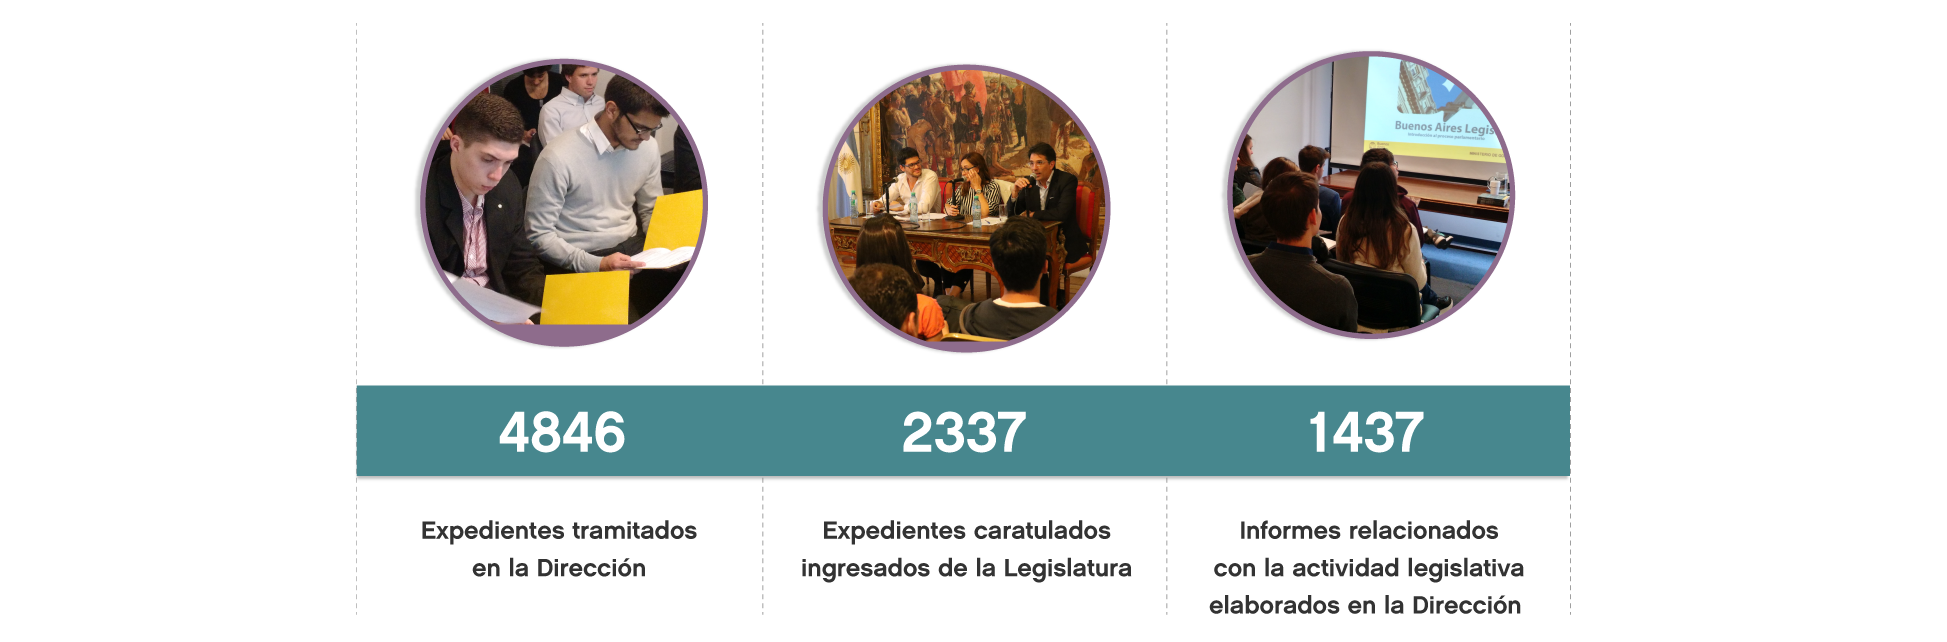 Buenos Aires Legis
4846
2337
1437
Expedientes tramitados
en la Dirección
Expedientes caratulados
ingresados de la Legislatura
Informes relacionados
con la actividad legislativa
elaborados en la Dirección